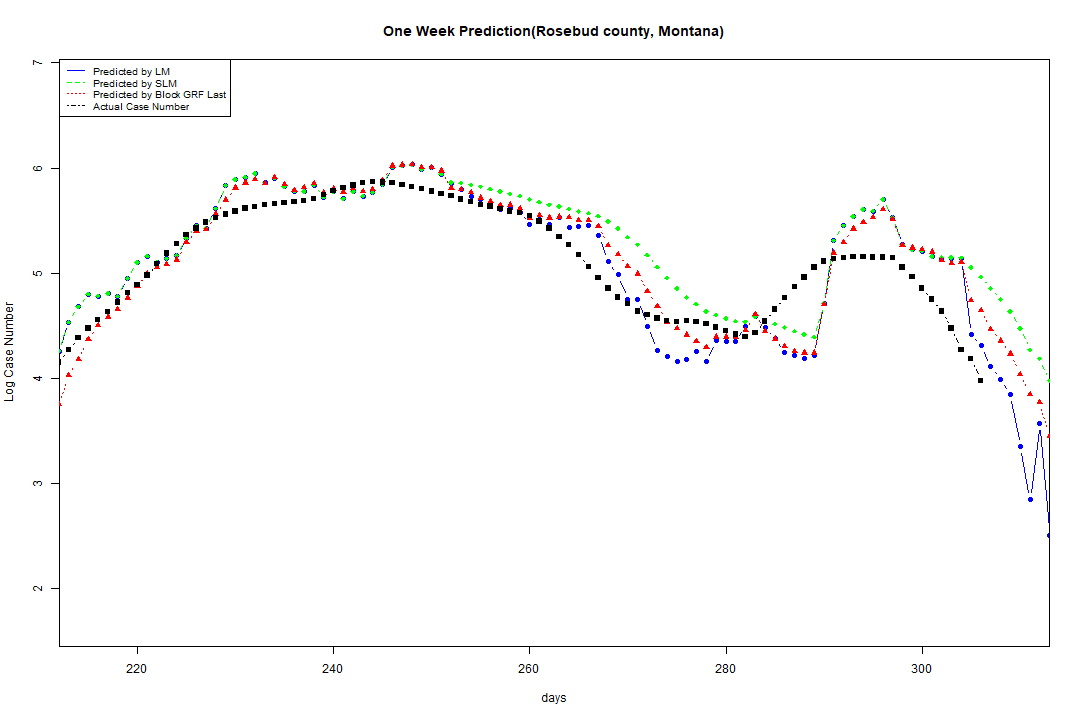 One Week Prediction(Rosebud county, Montana)
7
Predicted by LM
Predicted by SLM
Predicted by Block GRF Last
Actual Case Number
6
5
4
3
2
Log Case Number
220 240 260 280 300
days